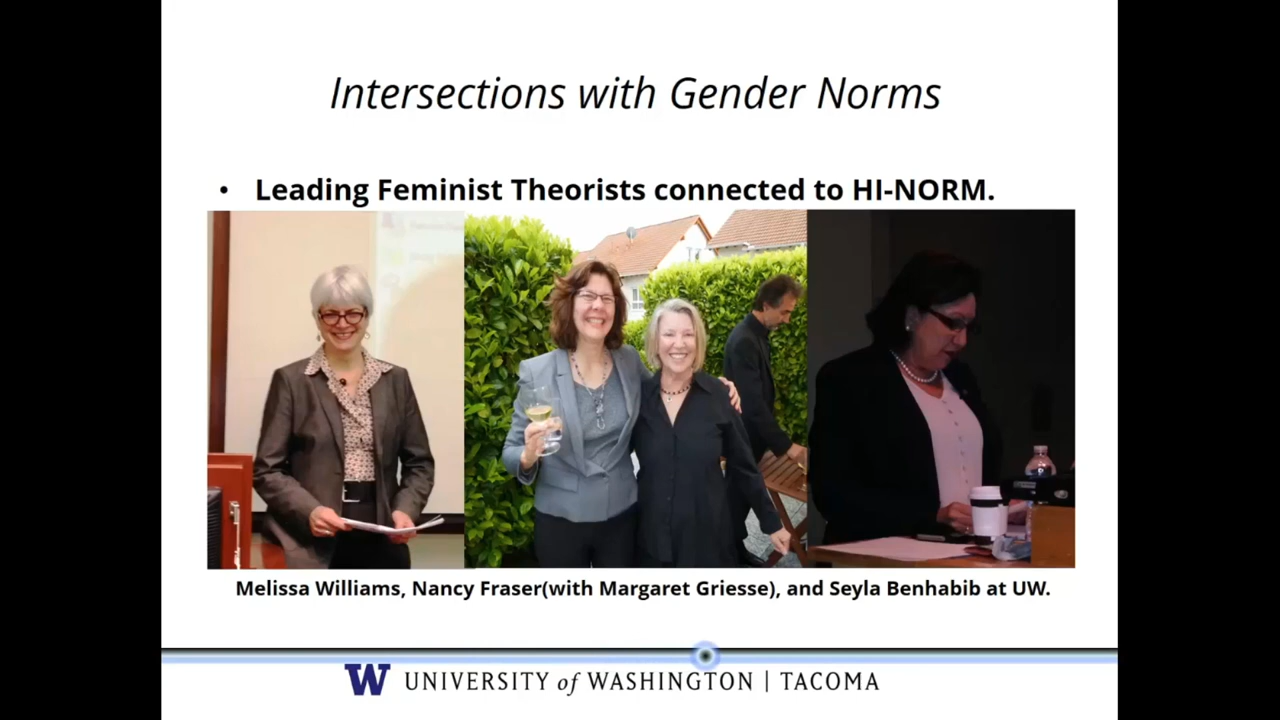 Intersections with Gender Norms
• Leading Feminist Theorists connected to HI-NORM.
Melissa Williams, Nancy Fraser(with Margaret Griesse), and Seyla Benhabib at UW.
W UNIVERSITY of WASHINGTON | TACOMA